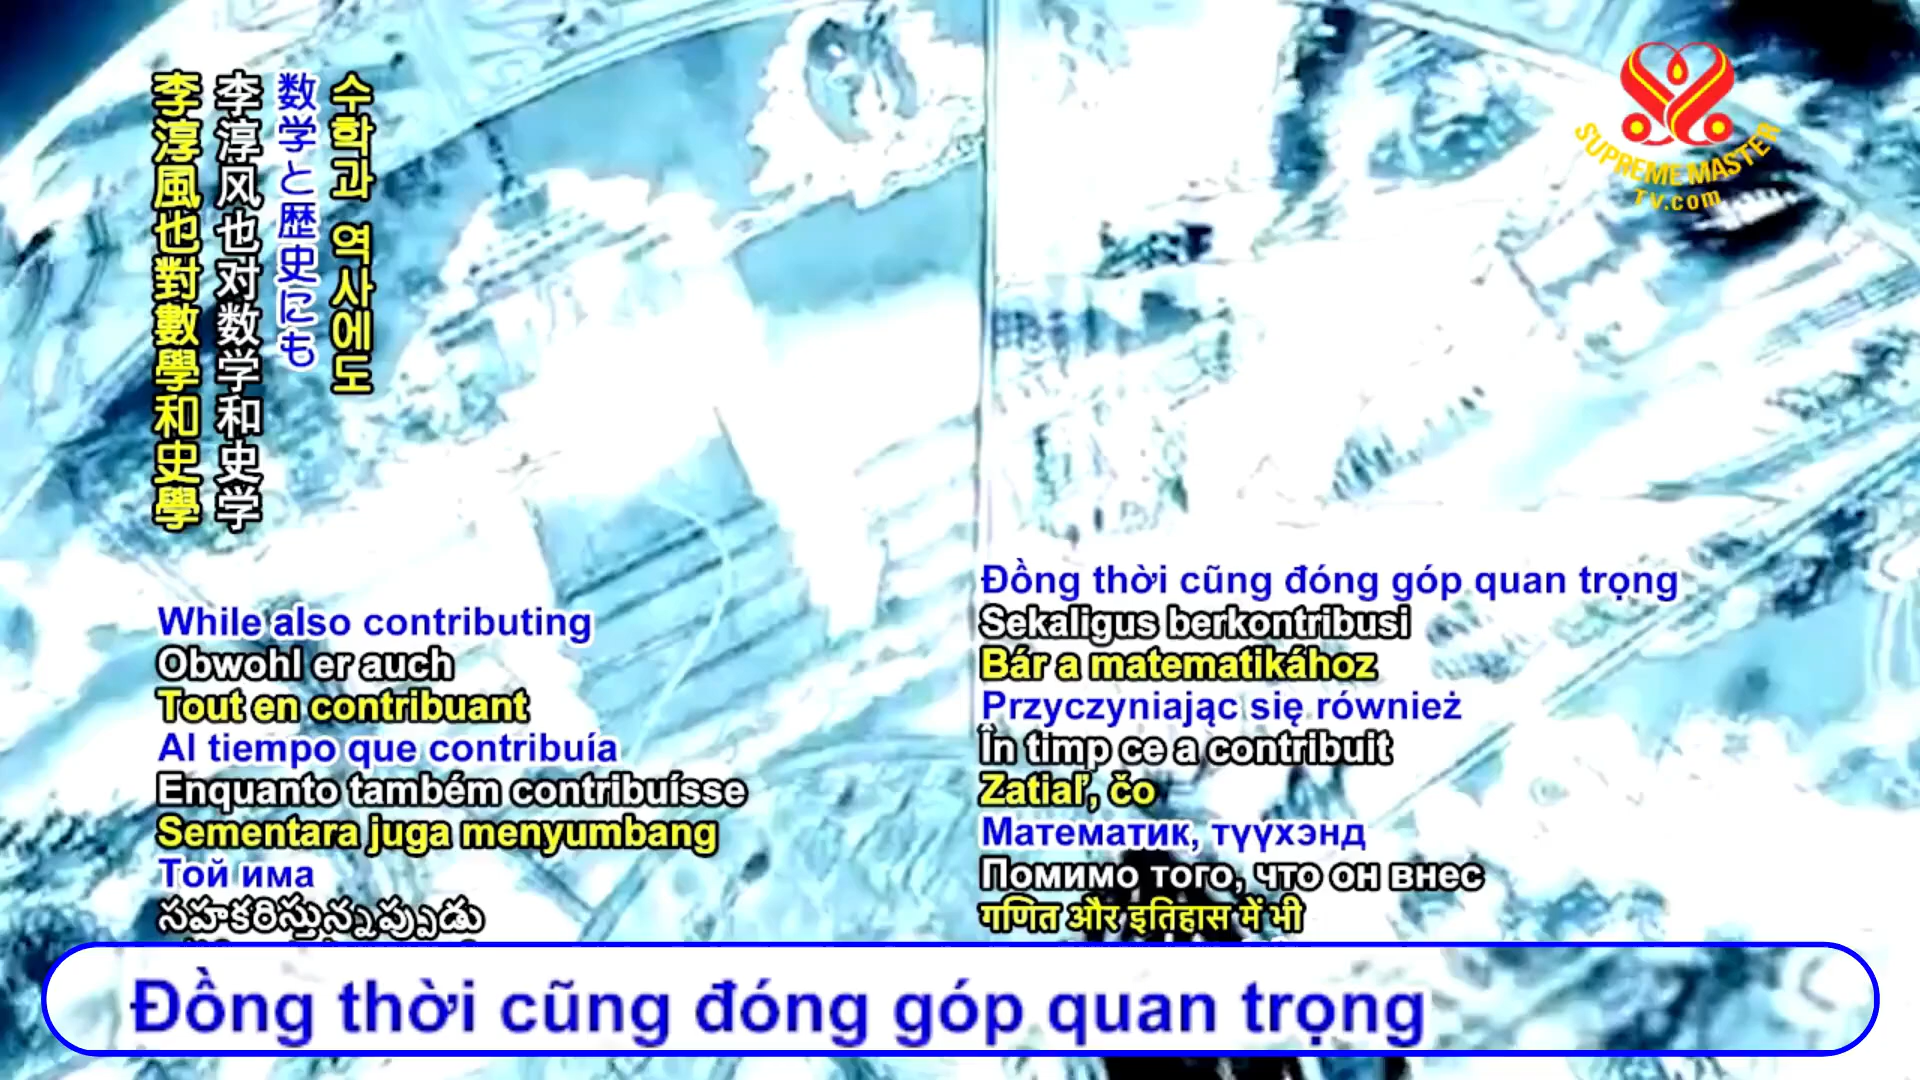 수학과 역사에도
数学と歴史にも
李淳风也对数学和史学
李淳風也對數學和史學
SUPREME MASTER
TV.com
While also contributing
Obwohl er auch
Tout en contribuant
Al tiempo que contribuía
Enquanto também contribuísse
Sementara juga menyumbang
Той има
సహకరిస్తున్నప్పుడు
Đồng thời cũng đóng góp quan trọng
Sekaligus berkontribusi
Bár a matematikához
Przyczyniając się również
În timp ce a contribuit
Zatiaľ, čo
Математик, түүхэнд
Помимо того, что он внес
गणित और इतिहास में भी
Đồng thời cũng đóng góp quan trọng